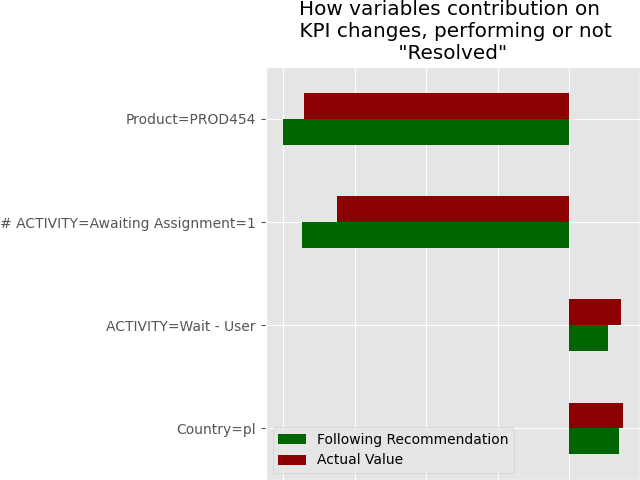 How variables contribution on
KPI changes, performing or not
"Resolved"
Product=PROD454
# ACTIVITY=Awaiting Assignment=1
ACTIVITY=Wait - User
Country=pl
Following Recommendation
Actual Value